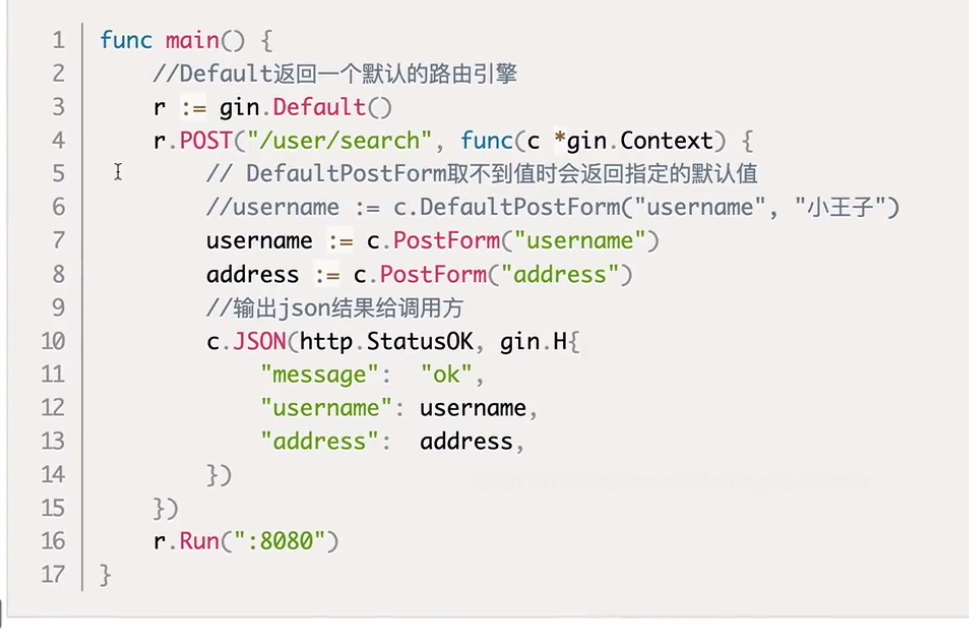 1 func main() {
2 //Default返回一个默认的路由引擎
3 r := gin.Default()
4 r.POST("/user/search", func(c *gin.Context) {
5 // DefaultPostForm取不到值时会返回指定的默认值
6 //username := c.DefaultPostForm("username", "小王子")
7 username := c.PostForm("username")
8 address := c.PostForm("address")
9 //输出json结果给调用方
10 c.JSON(http.StatusOK, gin.H{
11 "message": "ok",
12 "username": username,
13 "address": address,
14 })
15 })
16 r.Run(":8080")
17 }